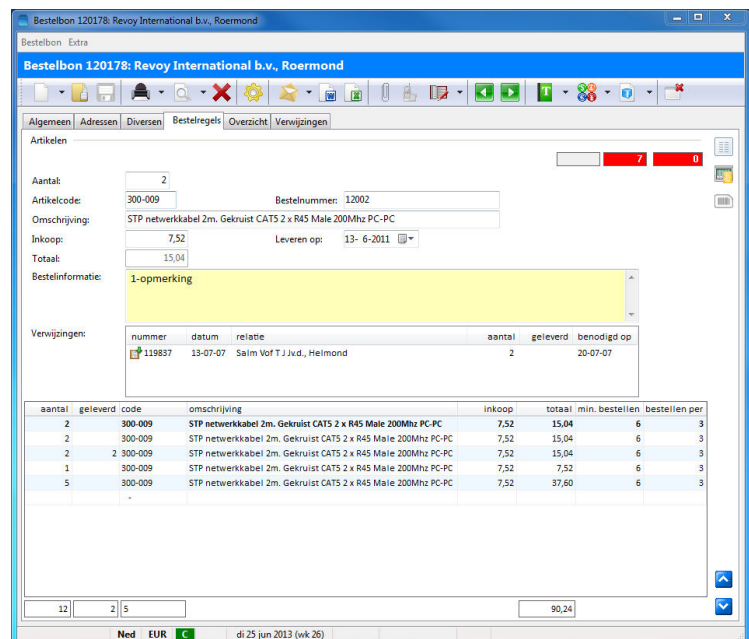 Bestelbon 120178: Revoy International b.v., Roermond
Bestelbon Extra
Bestelbon 120178: Revoy International b.v., Roermond
Algemeen Adressen Diversen Bestelregels Overzicht Verwijzingen
Artikelen
7 0
Aantal: 2
Artikelcode: 300-009 Bestelnummer: 12002
Omschrijving: STP netwerkkabel 2m. Gekruist CAT5 2 x R45 Male 200Mhz PC-PC
Inkoop: 7,52 Leveren op: 13- 6-2011
Totaal: 15,04
Bestelinformatie: 1-opmerking
Verwijzingen:
nummer datum relatie aantal geleverd benodigd op
119837 13-07-07 Salm Vof T J Jv.d., Helmond 2 20-07-07
aantal geleverd code omschrijving inkoop totaal min. bestellen bestellen per
2 300-009 STP netwerkkabel 2m. Gekruist CAT5 2 x R45 Male 200Mhz PC-PC 7,52 15,04 6 3
2 300-009 STP netwerkkabel 2m. Gekruist CAT5 2 x R45 Male 200Mhz PC-PC 7,52 15,04 6 3
2 2 300-009 STP netwerkkabel 2m. Gekruist CAT5 2 x R45 Male 200Mhz PC-PC 7,52 15,04 6 3
1 300-009 STP netwerkkabel 2m. Gekruist CAT5 2 x R45 Male 200Mhz PC-PC 7,52 7,52 6 3
5 300-009 STP netwerkkabel 2m. Gekruist CAT5 2 x R45 Male 200Mhz PC-PC 7,52 37,60 6 3
-
12 2 5 90,24
Ned EUR C di 25 jun 2013 (wk 26)